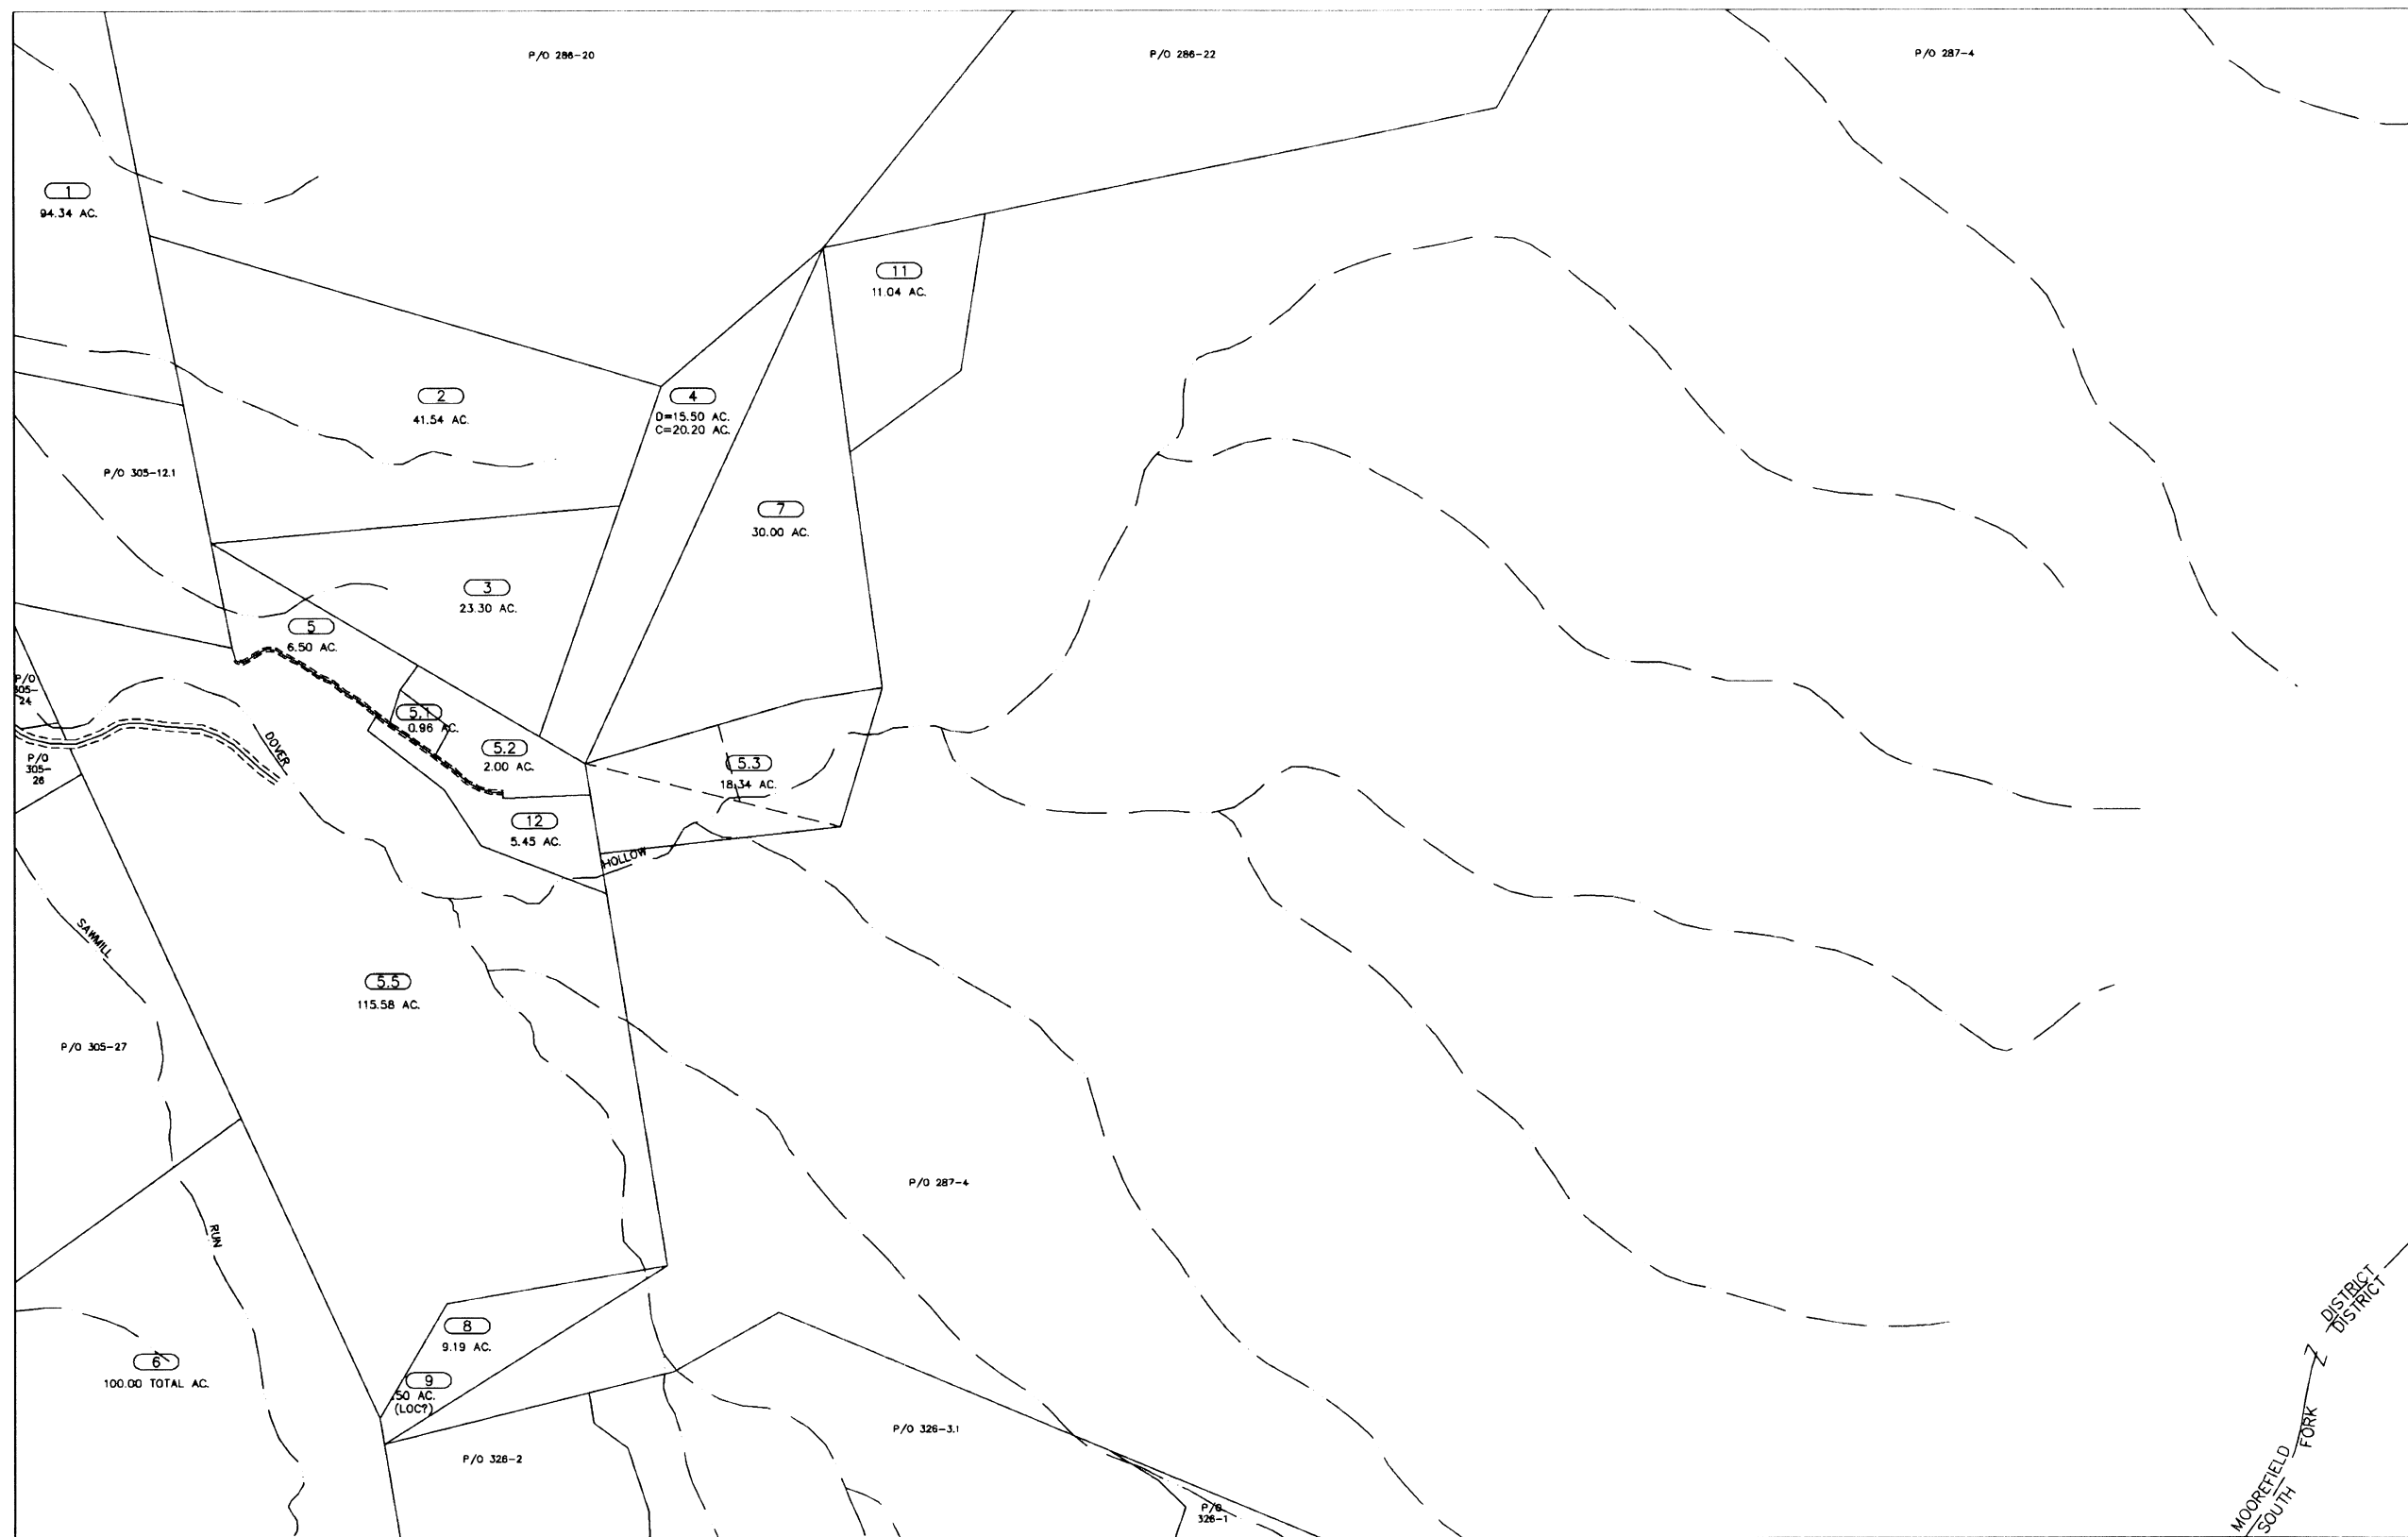 P/O 286-20
P/O 286-22
P/O 287-4
1
94.34 AC.
11
11.04 AC.
2
41.54 AC.
4
D=15.50 AC.
C=20.20 AC.
P/O 305-12.1
7
30.00 AC.
3
23.30 AC.
5
6.50 AC.
P/O
305-
24
5.1
0.96 AC.
DOVER
5.2
2.00 AC.
5.3
18.34 AC.
P/O
305-
26
12
5.45 AC.
HOLLOW
SAWMILL
5.5
115.58 AC.
P/O 305-27
P/O 287-4
RUN
8
9.19 AC.
6
100.00 TOTAL AC.
9
.50 AC.
(LOC?)
P/O 326-2
P/O 326-3.1
P/O
326-1
MOOREFIELD DISTRICT
SOUTH FORK DISTRICT